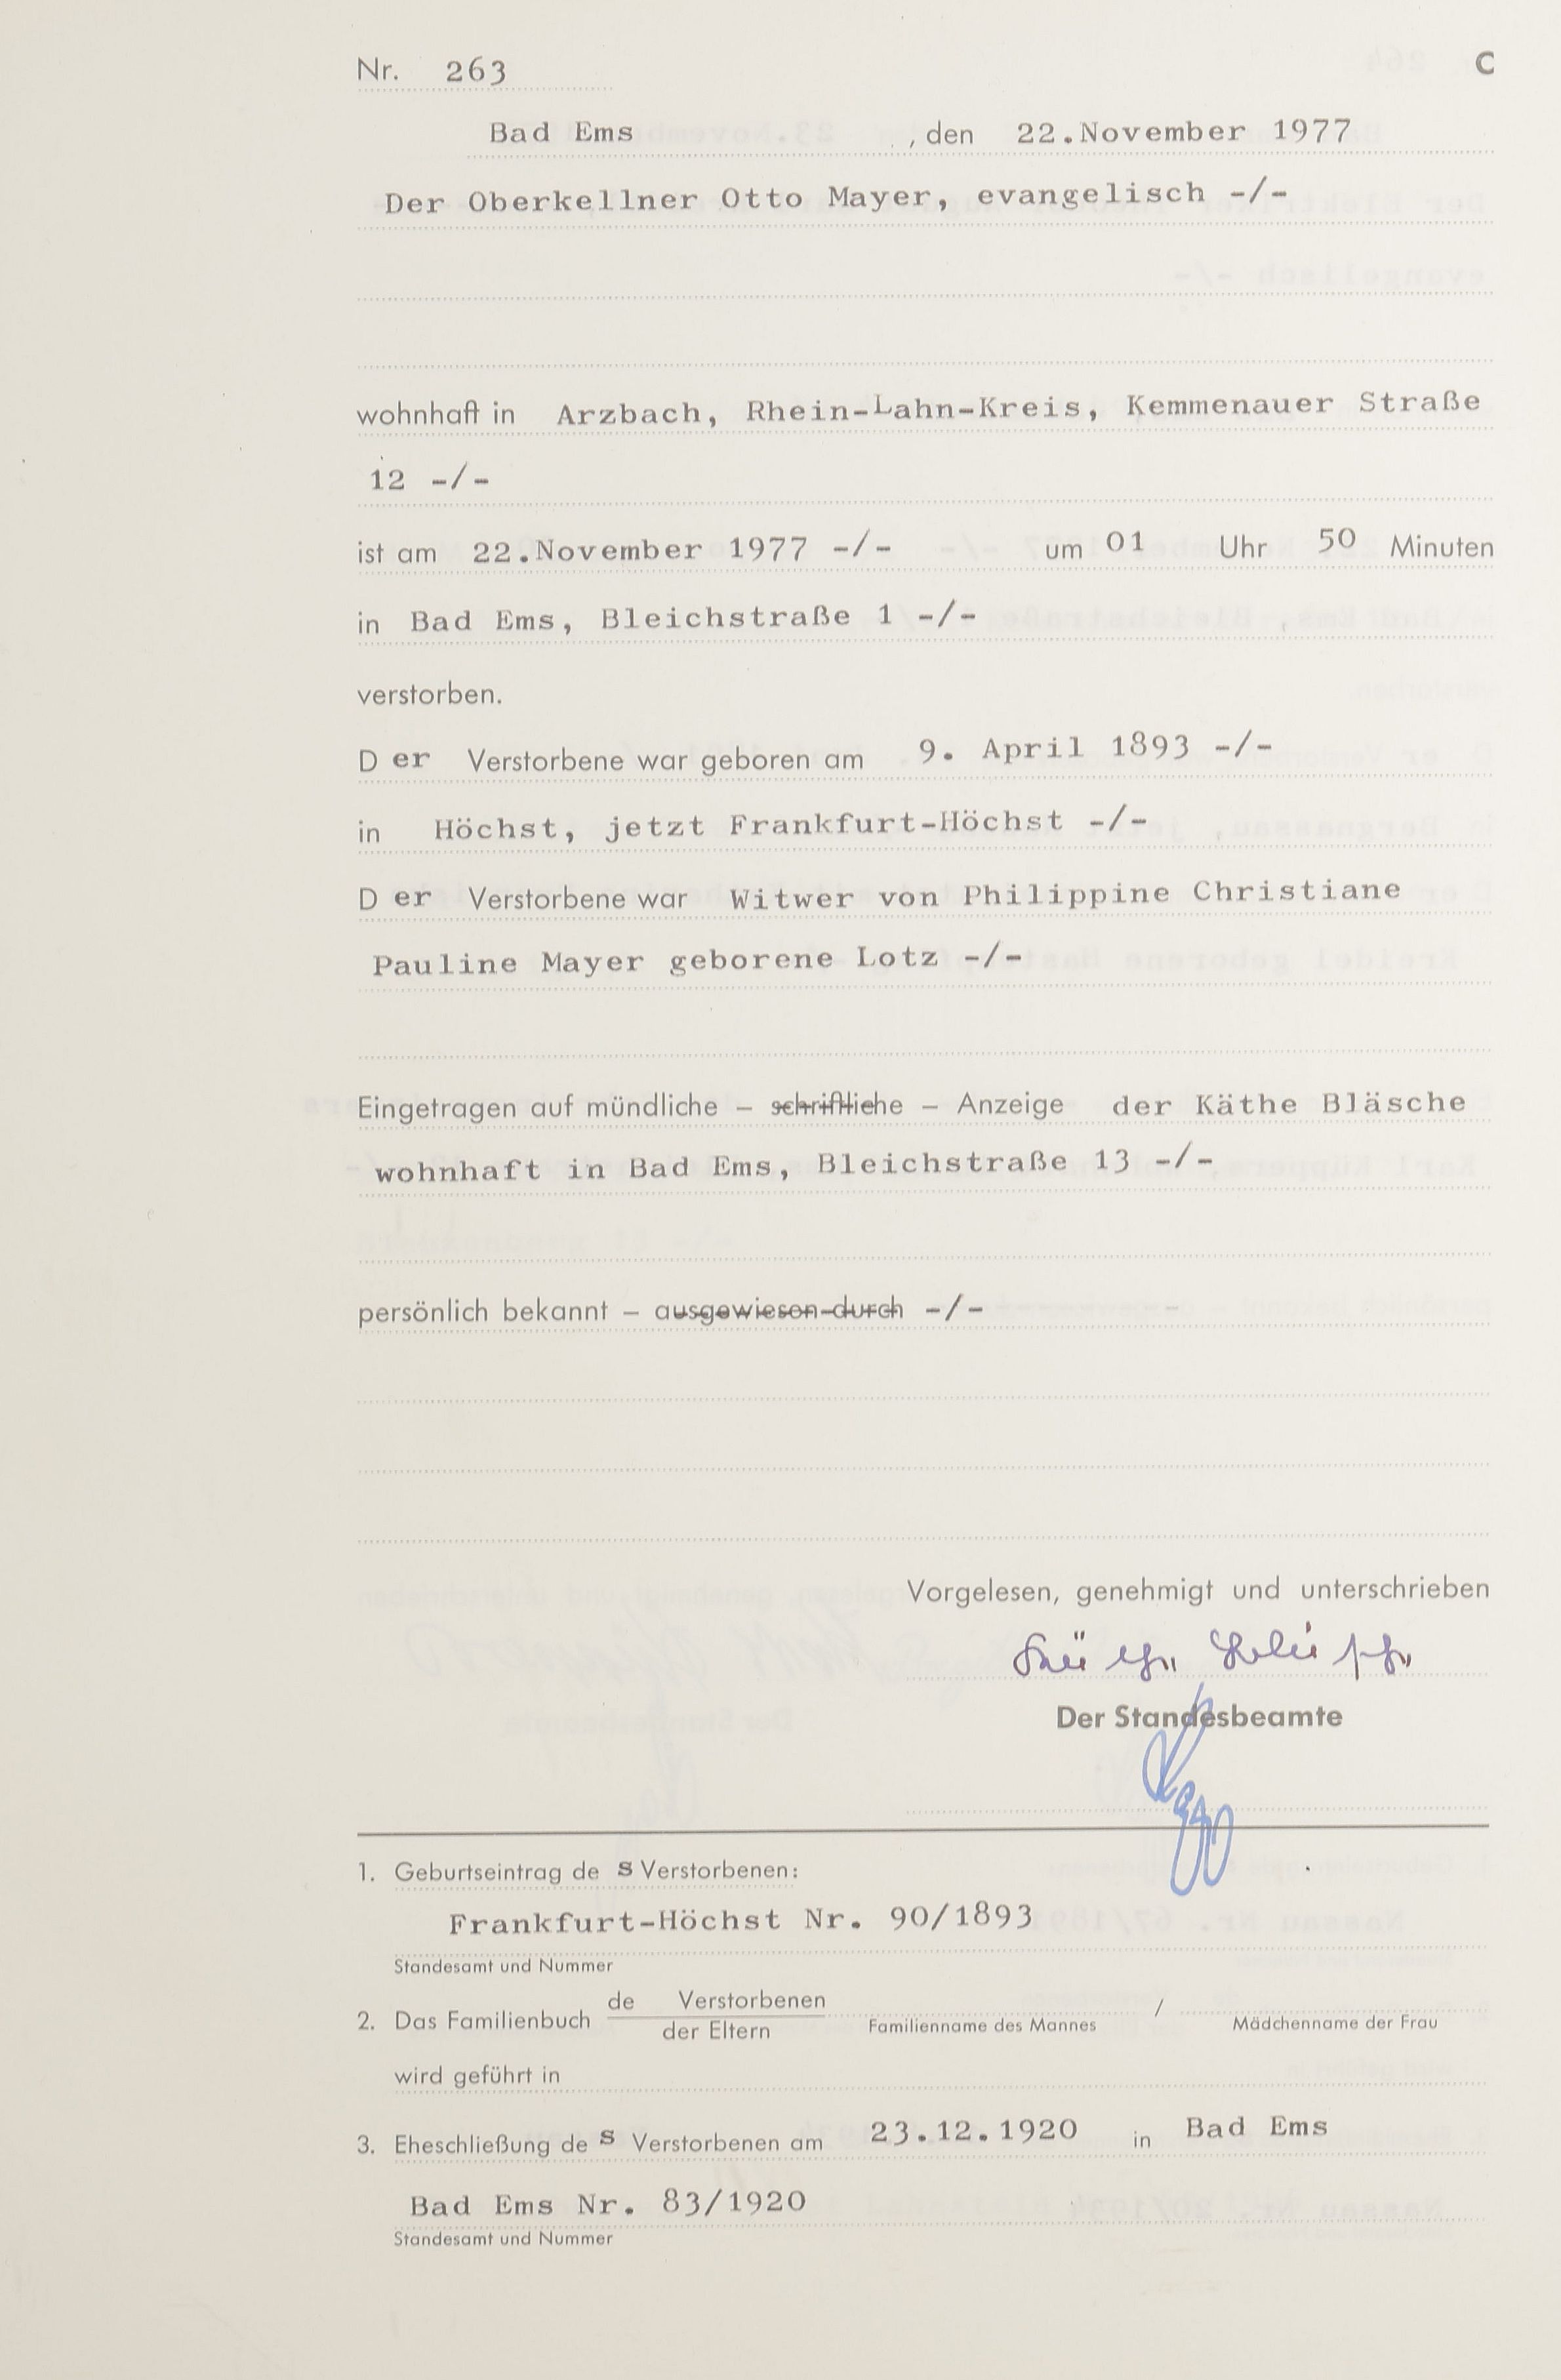 Nr. 263 C
Bad Ems , den 22.November 1977
Der Oberkellner Otto Mayer, evangelisch -/-
wohnhaft in Arzbach, Rhein-Lahn-Kreis, Kemmenauer Straße
12 -/-
ist am 22.November 1977 -/- um 01 Uhr 50 Minuten
in Bad Ems, Bleichstraße 1 -/-
verstorben.
D er Verstorbene war geboren am 9. April 1893 -/-
in Höchst, jetzt Frankfurt-Höchst -/-
D er Verstorbene war Witwer von Philippine Christiane
Pauline Mayer geborene Lotz -/-
Eingetragen auf mündliche – schriftliche – Anzeige der Käthe Bläsche
wohnhaft in Bad Ems, Bleichstraße 13 -/-
persönlich bekannt – ausgewiesen durch -/-
Vorgelesen, genehmigt und unterschrieben
Der Standesbeamte
1. Geburtseintrag de s Verstorbenen:
Frankfurt-Höchst Nr. 90/1893
Standesamt und Nummer
2. Das Familienbuch de Verstorbenen /
der Eltern Familienname des Mannes Mädchenname der Frau
wird geführt in
3. Eheschließung de s Verstorbenen am 23.12.1920 in Bad Ems
Bad Ems Nr. 83/1920
Standesamt und Nummer